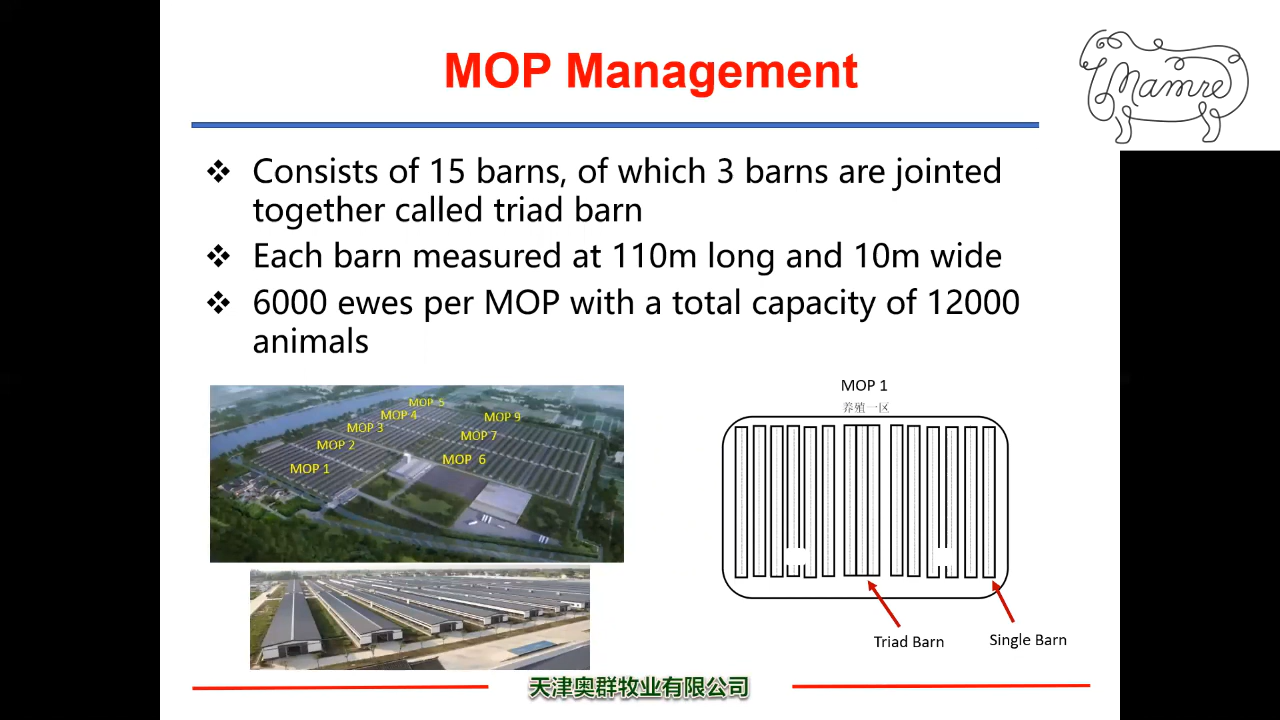 MOP Management
Mamre
❖ Consists of 15 barns, of which 3 barns are jointed
together called triad barn
❖ Each barn measured at 110m long and 10m wide
❖ 6000 ewes per MOP with a total capacity of 12000
animals
MOP 5
MOP 4
MOP 9
MOP 3
MOP 7
MOP 2
MOP 6
MOP 1
MOP 1
养殖一区
Triad Barn
Single Barn
天津奥群牧业有限公司